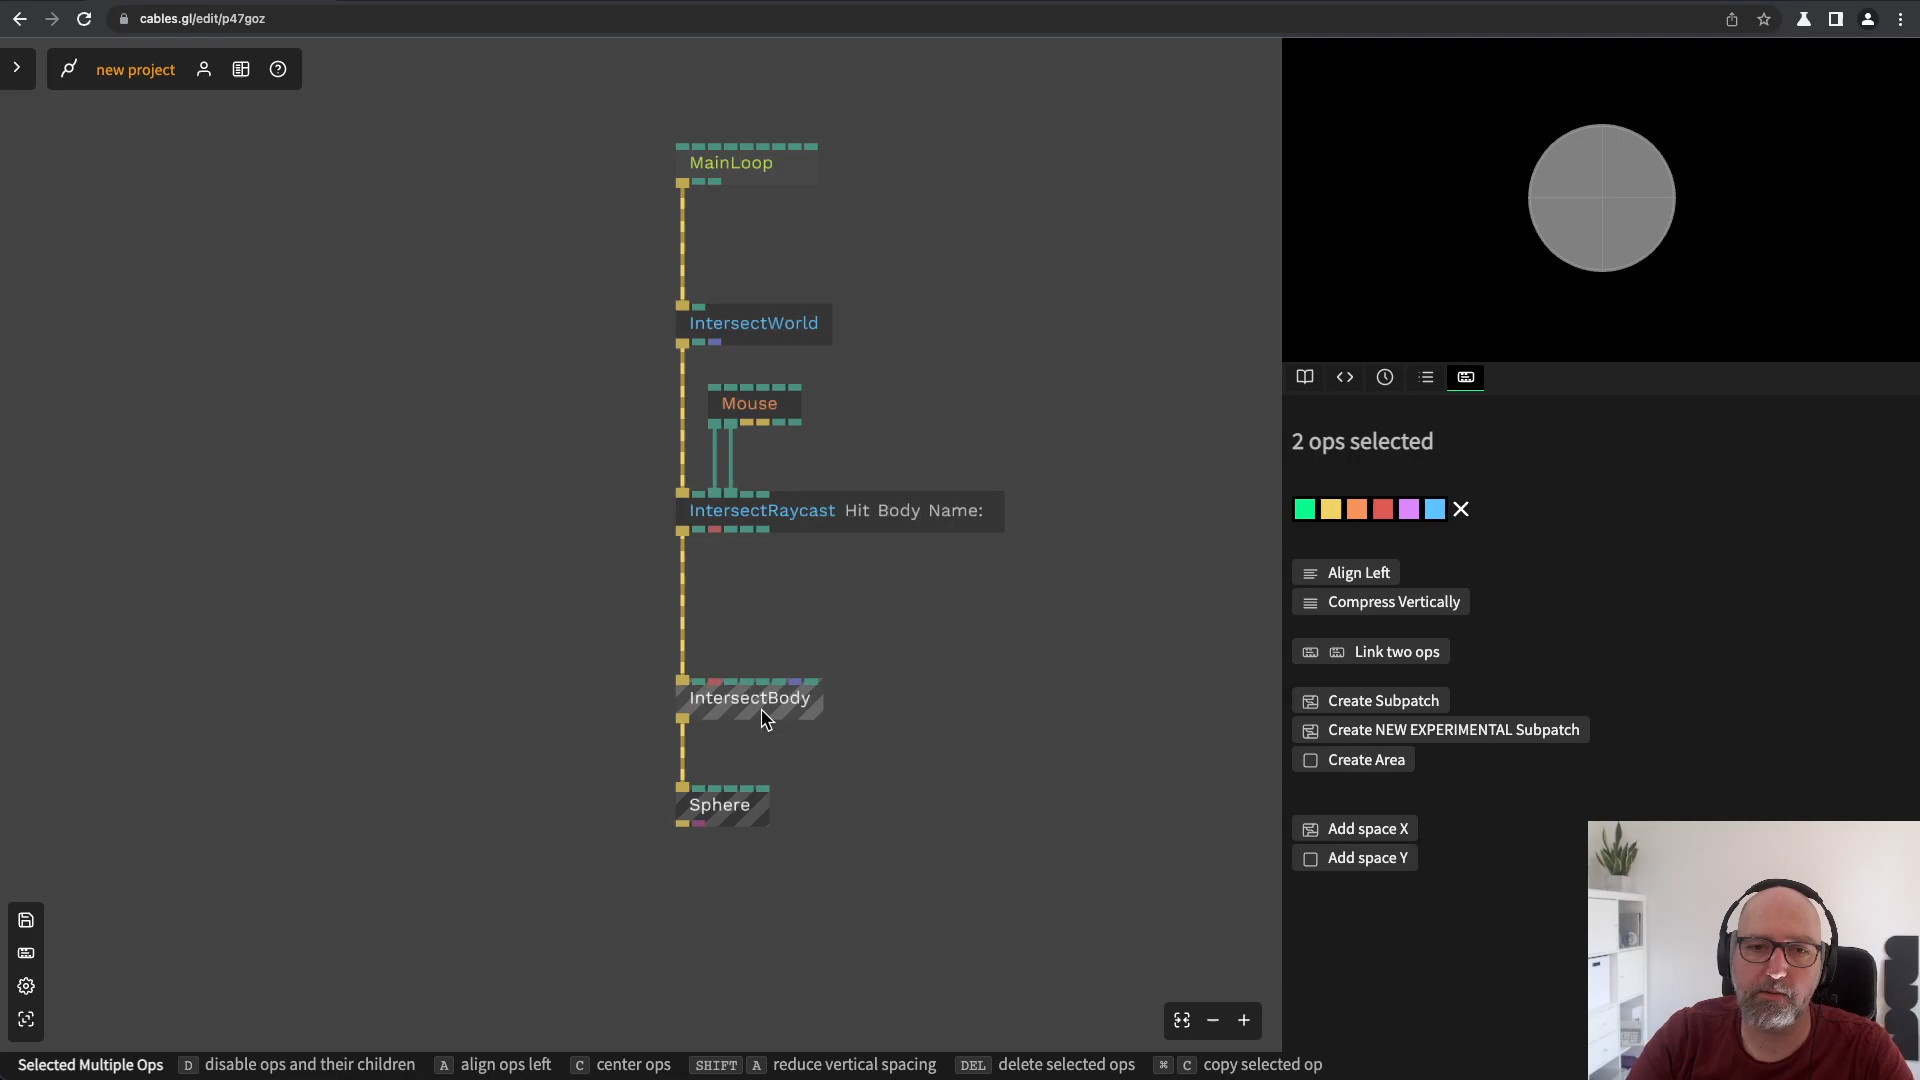 cables.gl/edit/p47goz
new project
MainLoop
IntersectWorld
Mouse
IntersectRaycast Hit Body Name:
IntersectBody
Sphere
2 ops selected
Align Left
Compress Vertically
Link two ops
Create Subpatch
Create NEW EXPERIMENTAL Subpatch
Create Area
Add space X
Add space Y
Selected Multiple Ops D disable ops and their children A align ops left C center ops SHIFT A reduce vertical spacing DEL delete selected ops ⌘ C copy selected op